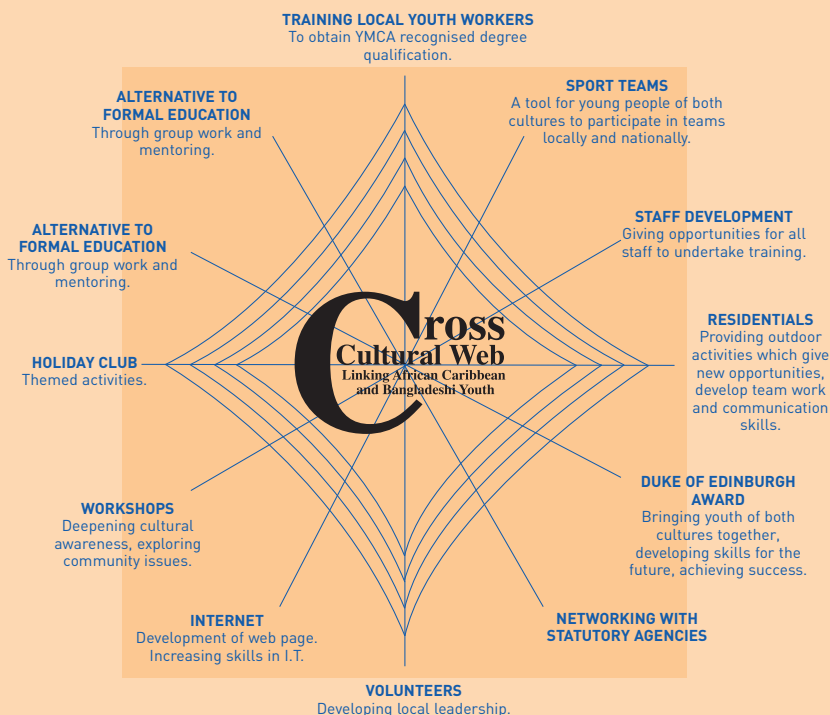 TRAINING LOCAL YOUTH WORKERS
To obtain YMCA recognised degree
qualification.
ALTERNATIVE TO
FORMAL EDUCATION
Through group work and
mentoring.
SPORT TEAMS
A tool for young people of both
cultures to participate in teams
locally and nationally.
ALTERNATIVE TO
FORMAL EDUCATION
Through group work and
mentoring.
STAFF DEVELOPMENT
Giving opportunities for all
staff to undertake training.
Cross
Cultural Web
Linking African Caribbean
and Bangladeshi Youth
HOLIDAY CLUB
Themed activities.
RESIDENTIALS
Providing outdoor
activities which give
new opportunities,
develop team work
and communication
skills.
WORKSHOPS
Deepening cultural
awareness, exploring
community issues.
DUKE OF EDINBURGH
AWARD
Bringing youth of both
cultures together,
developing skills for the
future, achieving success.
INTERNET
Development of web page.
Increasing skills in I.T.
NETWORKING WITH
STATUTORY AGENCIES
VOLUNTEERS
Developing local leadership.